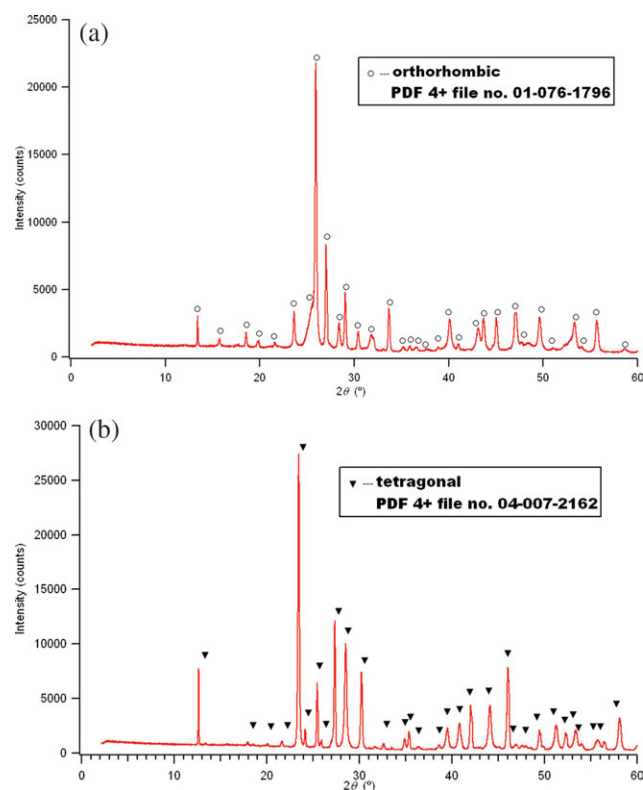 (a)
25000
20000
15000
10000
5000
0
Intensity (counts)
○ --- orthorhombic
PDF 4+ file no. 01-076-1796
0 10 20 30 40 50 60
2θ (º)
(b)
30000
25000
20000
15000
10000
5000
0
Intensity (counts)
▼ --- tetragonal
PDF 4+ file no. 04-007-2162
0 10 20 30 40 50 60
2θ (º)